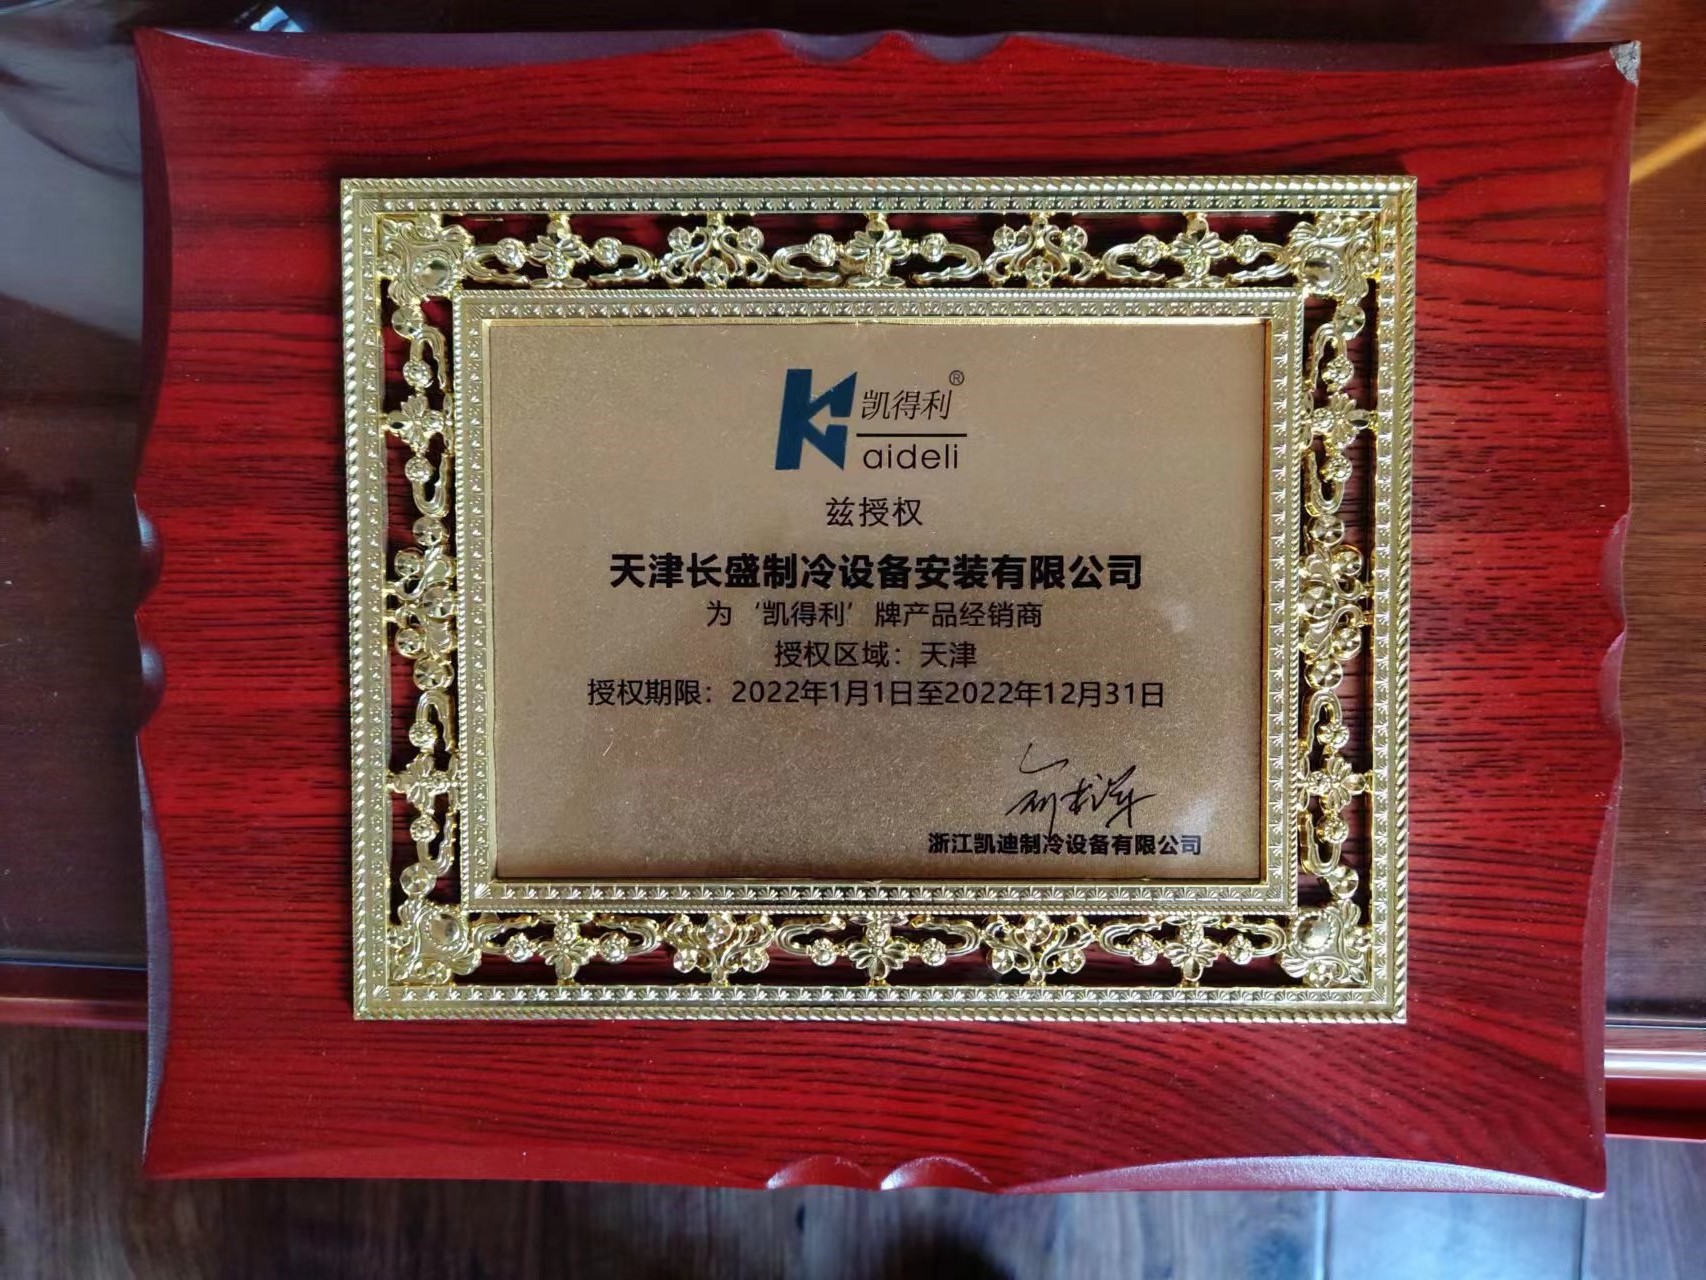 凯得利®
Kaideli
兹授权
天津长盛制冷设备安装有限公司
为‘凯得利’牌产品经销商
授权区域：天津
授权期限：2022年1月1日至2022年12月31日
浙江凯迪制冷设备有限公司